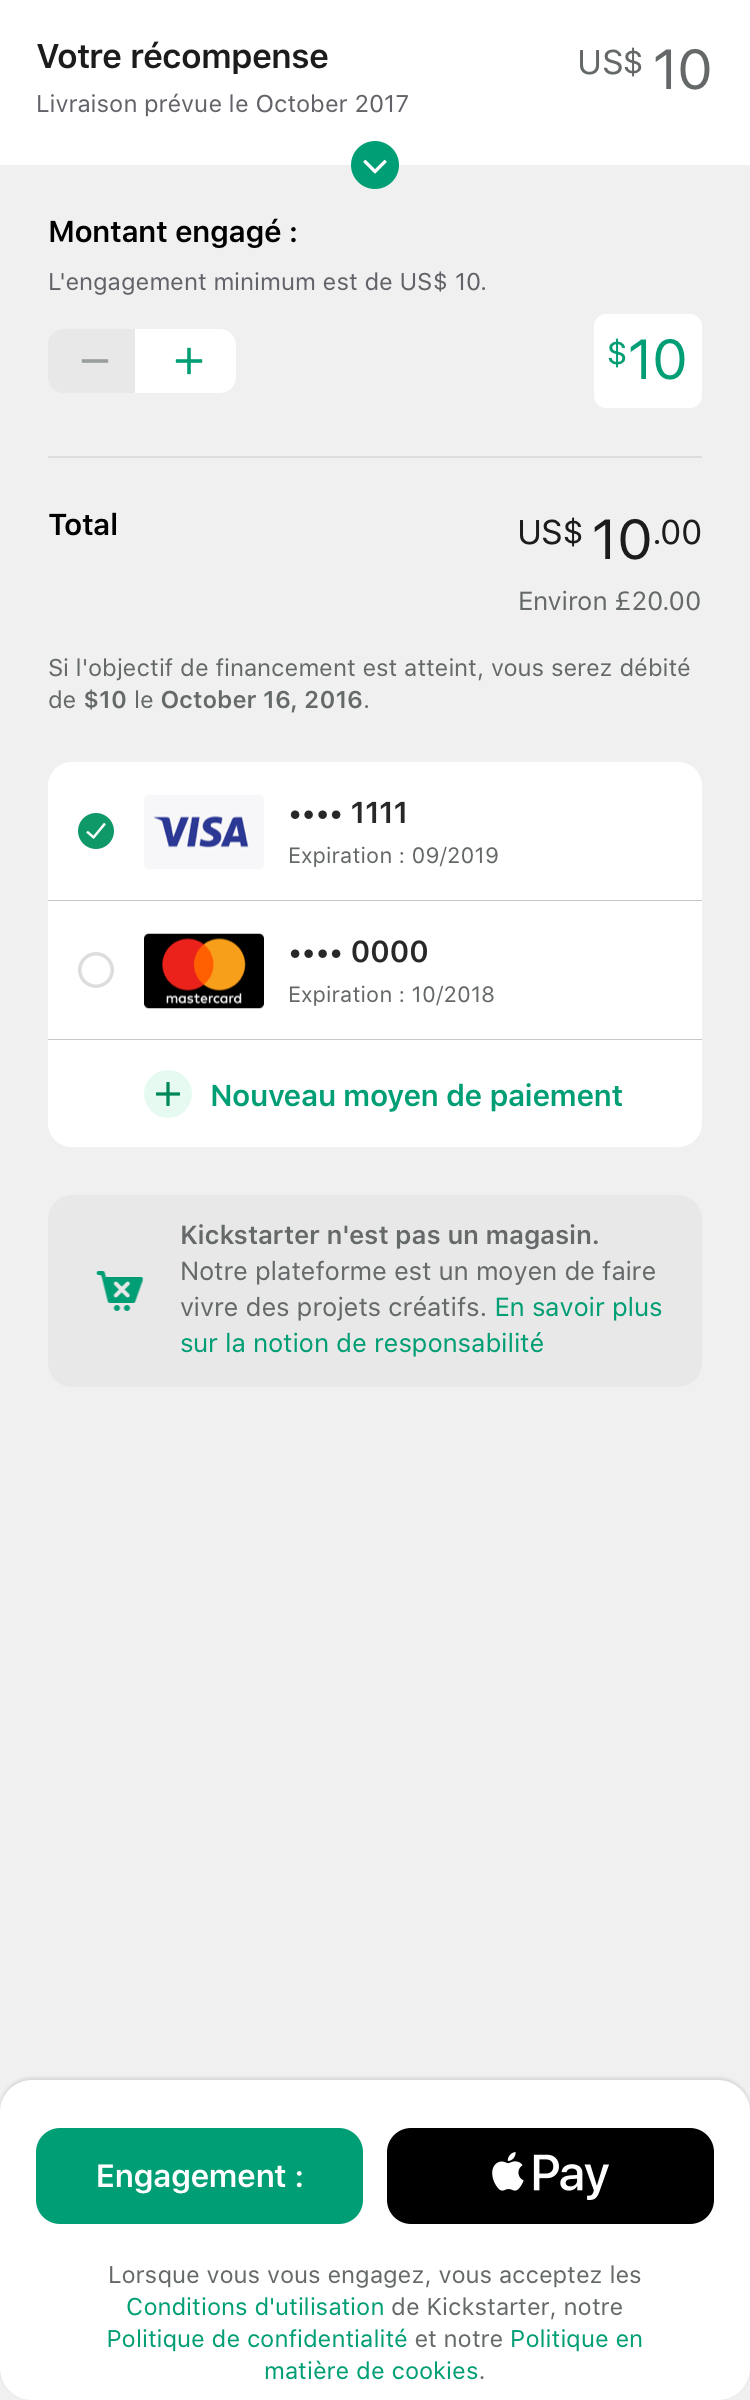 Votre récompense
US$ 10
Livraison prévue le October 2017
Montant engagé :
L'engagement minimum est de US$ 10.
$10
Total
US$ 10.00
Environ £20.00
Si l'objectif de financement est atteint, vous serez débité
de $10 le October 16, 2016.
VISA
•••• 1111
Expiration : 09/2019
mastercard
•••• 0000
Expiration : 10/2018
Nouveau moyen de paiement
Kickstarter n'est pas un magasin.
Notre plateforme est un moyen de faire
vivre des projets créatifs. En savoir plus
sur la notion de responsabilité
Engagement :
Pay
Lorsque vous vous engagez, vous acceptez les
Conditions d'utilisation de Kickstarter, notre
Politique de confidentialité et notre Politique en
matière de cookies.